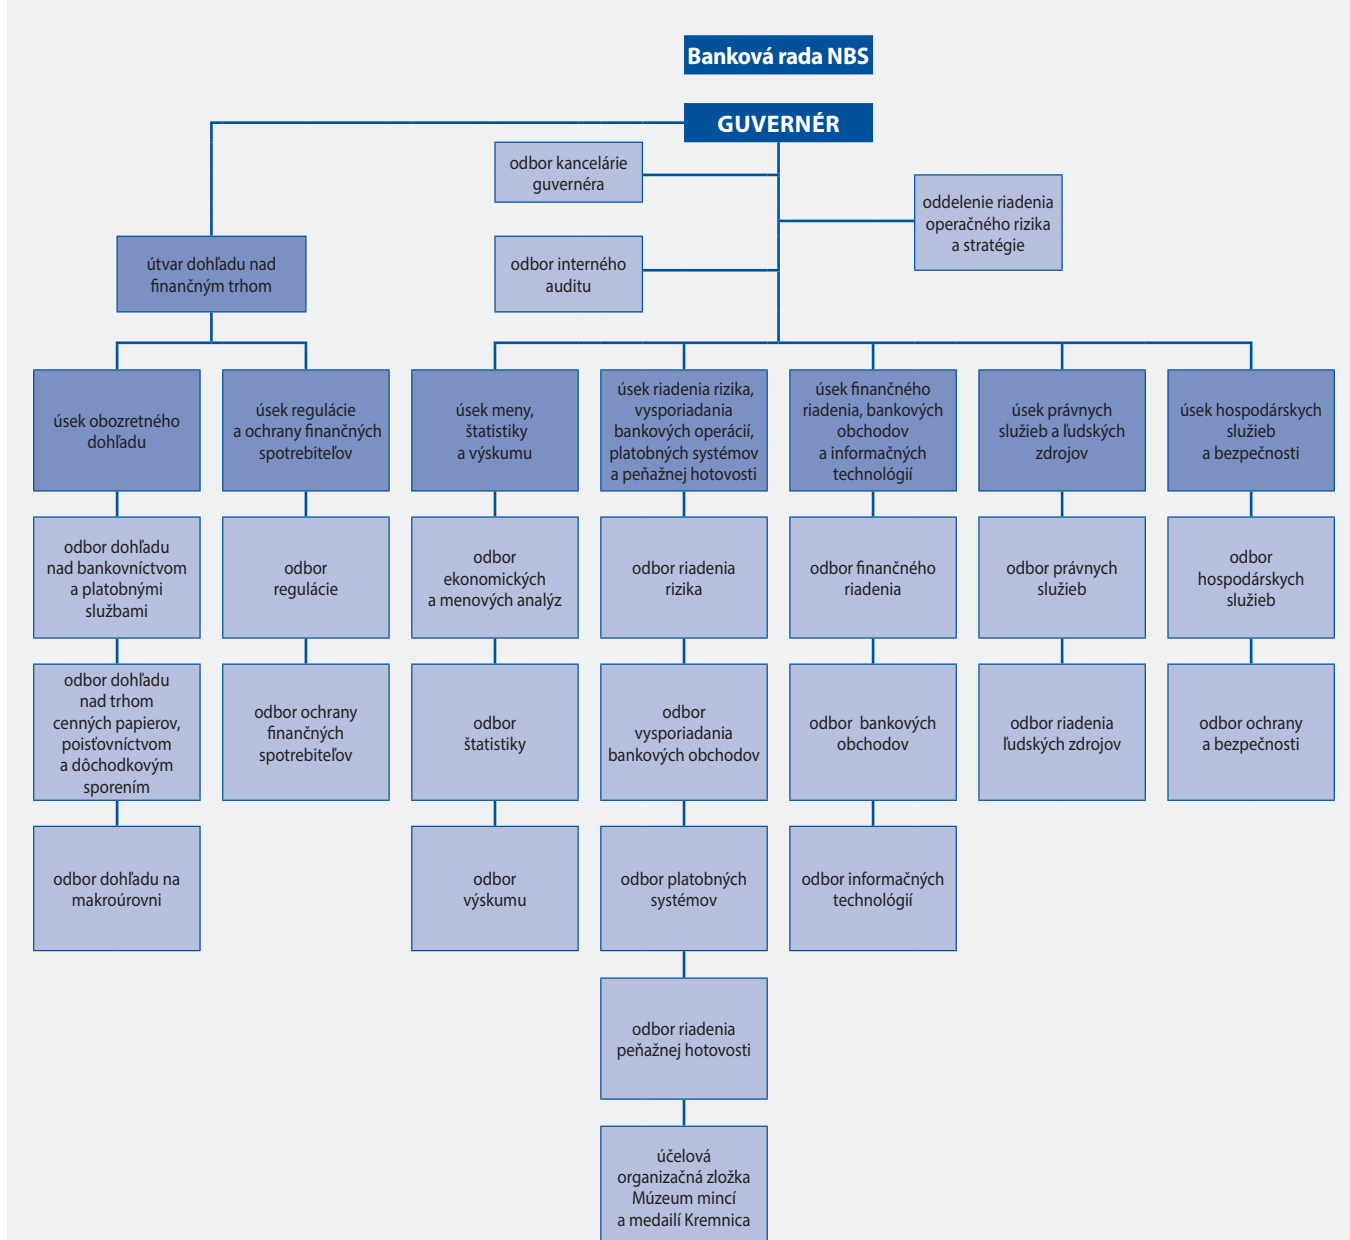 Banková rada NBS
GUVERNÉR
odbor kancelárie
guvernéra
oddelenie riadenia
operačného rizika
a stratégie
útvar dohľadu nad
finančným trhom
odbor interného
auditu
úsek obozretného
dohľadu
úsek regulácie
a ochrany finančných
spotrebiteľov
úsek meny,
štatistiky
a výskumu
úsek riadenia rizika,
vysporiadania
bankových operácií,
platobných systémov
a peňažnej hotovosti
úsek finančného
riadenia, bankových
obchodov
a informačných
technológií
úsek právnych
služieb a ľudských
zdrojov
úsek hospodárskych
služieb
a bezpečnosti
odbor dohľadu
nad bankovníctvom
a platobnými
službami
odbor
regulácie
odbor
ekonomických
a menových analýz
odbor riadenia
rizika
odbor finančného
riadenia
odbor právnych
služieb
odbor
hospodárskych
služieb
odbor dohľadu
nad trhom
cenných papierov,
poisťovníctvom
a dôchodkovým
sporením
odbor ochrany
finančných
spotrebiteľov
odbor
štatistiky
odbor
vysporiadania
bankových obchodov
odbor bankových
obchodov
odbor riadenia
ľudských zdrojov
odbor ochrany
a bezpečnosti
odbor dohľadu na
makroúrovni
odbor
výskumu
odbor platobných
systémov
odbor informačných
technológií
odbor riadenia
peňažnej hotovosti
účelová
organizačná zložka
Múzeum mincí
a medailí Kremnica